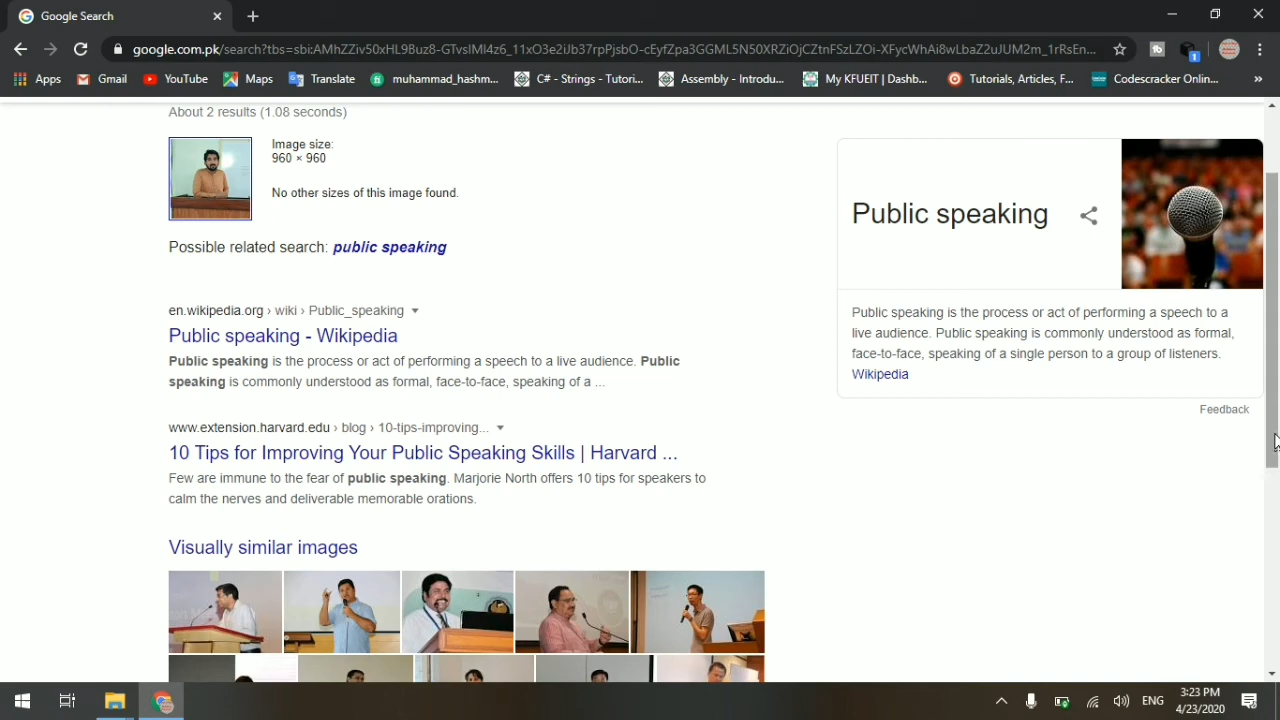 Google Search
google.com.pk/search?tbs=sbi:AMhZZiv50xHL9Buz8-GTvslMI4z6_11xO3e2iJb37rpPjsbO-cEyfZpa3GGML5N50XRZiOjCZtnFSzLZOi-XFycWhAi8wLbaZ2uJUM2m_1rRsEn...
Apps Gmail YouTube Maps Translate muhammad_hashm... C# - Strings - Tutori... Assembly - Introdu... My KFUEIT | Dashb... Tutorials, Articles, F... Codescracker Onlin... »
About 2 results (1.08 seconds)
Image size:
960 × 960
No other sizes of this image found.
Possible related search: public speaking
en.wikipedia.org › wiki › Public_speaking
Public speaking - Wikipedia
Public speaking is the process or act of performing a speech to a live audience. Public
speaking is commonly understood as formal, face-to-face, speaking of a ...
www.extension.harvard.edu › blog › 10-tips-improving...
10 Tips for Improving Your Public Speaking Skills | Harvard ...
Few are immune to the fear of public speaking. Marjorie North offers 10 tips for speakers to
calm the nerves and deliverable memorable orations.
Visually similar images
Public speaking
Public speaking is the process or act of performing a speech to a
live audience. Public speaking is commonly understood as formal,
face-to-face, speaking of a single person to a group of listeners.
Wikipedia
Feedback
1
ENG
3:23 PM
4/23/2020